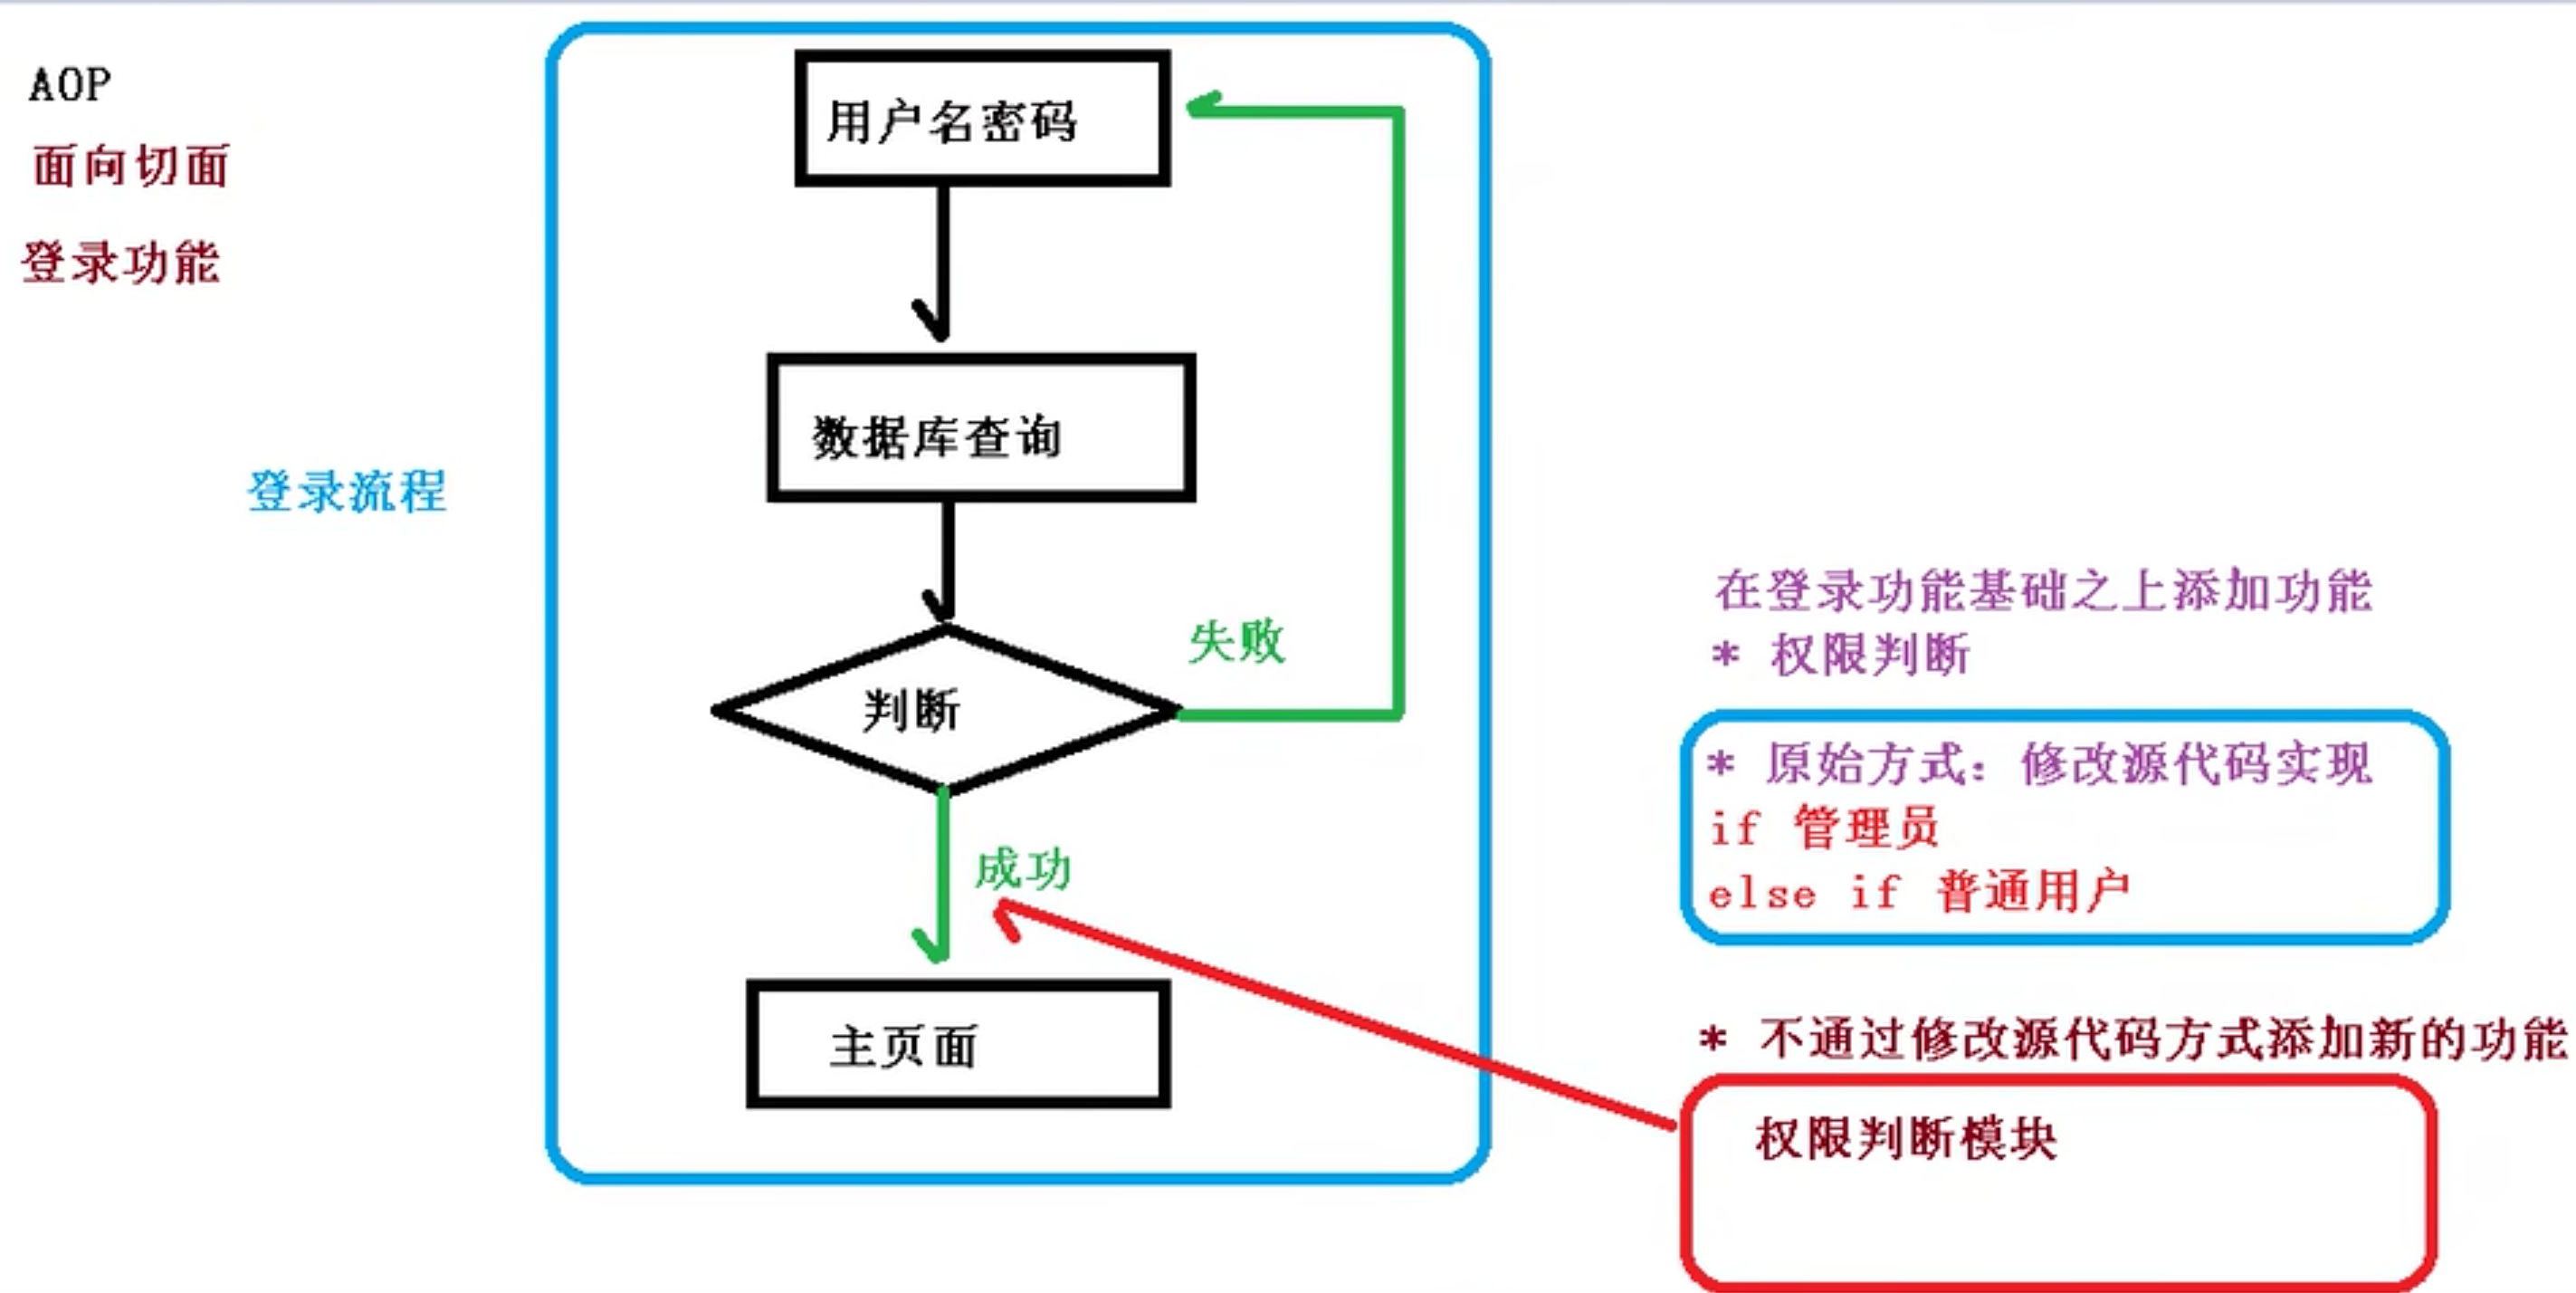 AOP
面向切面
登录功能
登录流程
用户名密码
数据库查询
判断
失败
成功
主页面
在登录功能基础之上添加功能
* 权限判断
* 原始方式：修改源代码实现
if 管理员
else if 普通用户
* 不通过修改源代码方式添加新的功能
权限判断模块